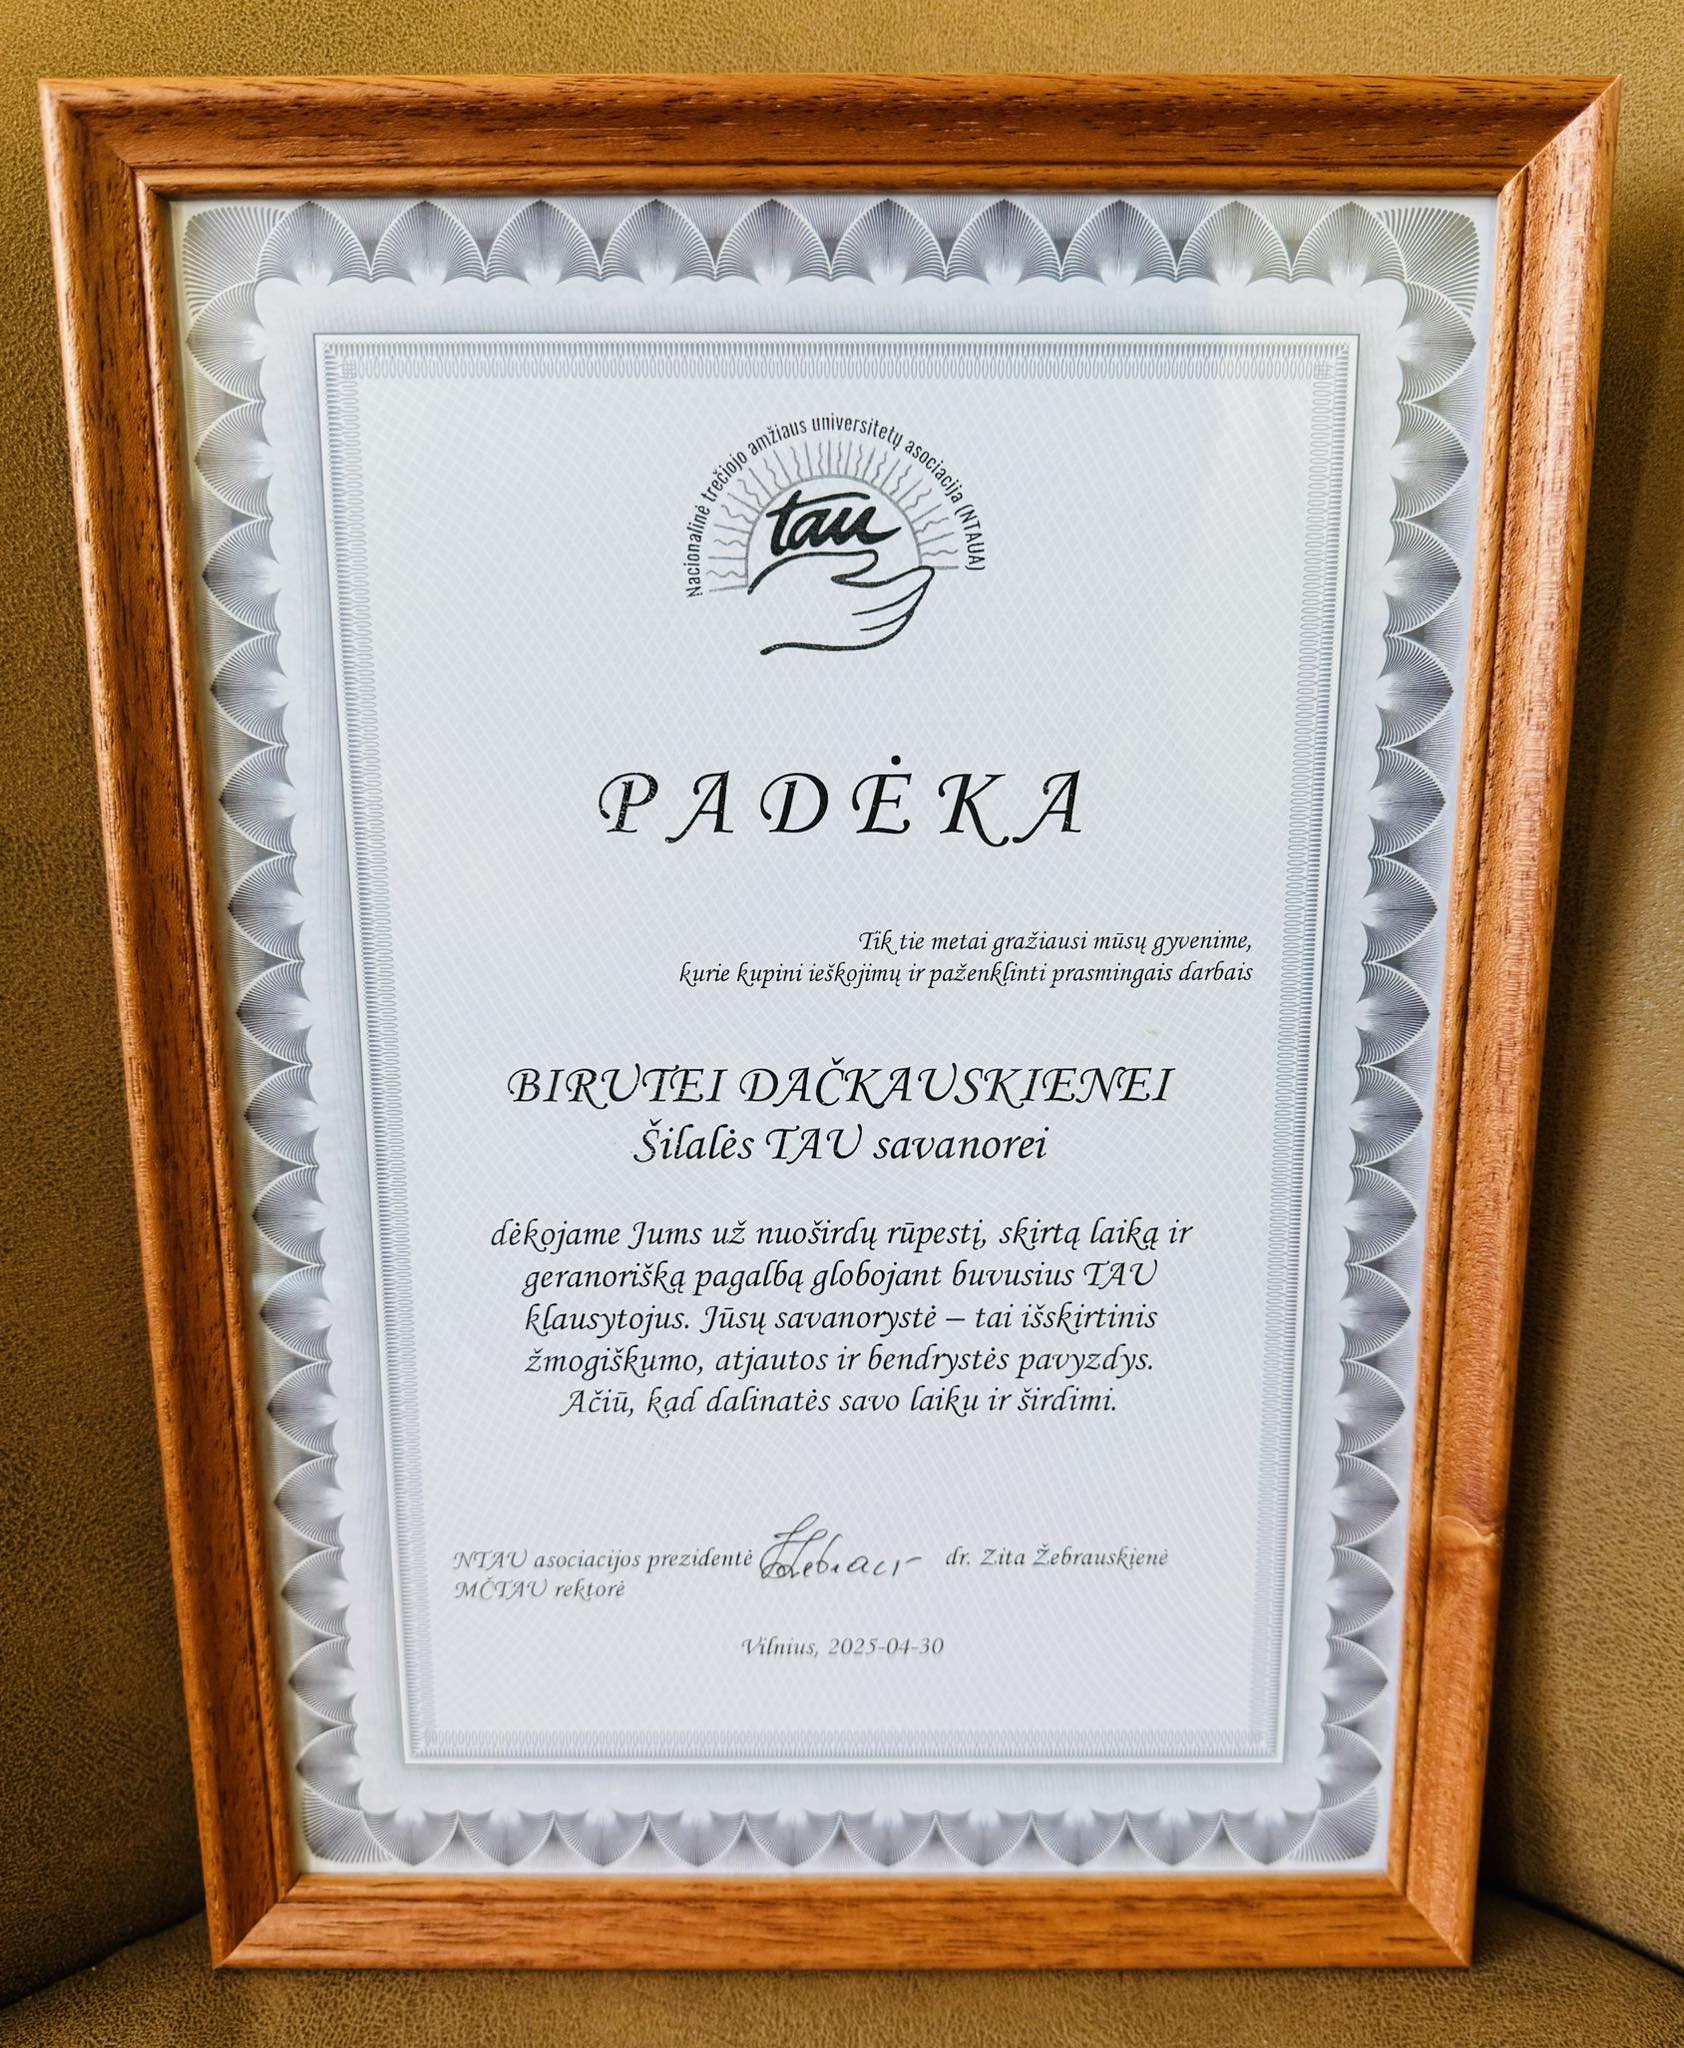 Nacionalinė trečiojo amžiaus universitetų asociacija (NTAUA)
tau
PADĖKA
Tik tie metai gražiausi mūsų gyvenime,
kurie kupini ieškojimų ir paženklinti prasmingais darbais
BIRUTEI DAČKAUSKIENEI
Šilalės TAU savanorei
dėkojame Jums už nuoširdų rūpestį, skirtą laiką ir
geranorišką pagalbą globojant buvusius TAU
klausytojus. Jūsų savanorystė – tai išskirtinis
žmogiškumo, atjautos ir bendrystės pavyzdys.
Ačiū, kad dalinatės savo laiku ir širdimi.
NTAU asociacijos prezidentė dr. Zita Žebrauskienė
MČTAU rektorė
Vilnius, 2025-04-30